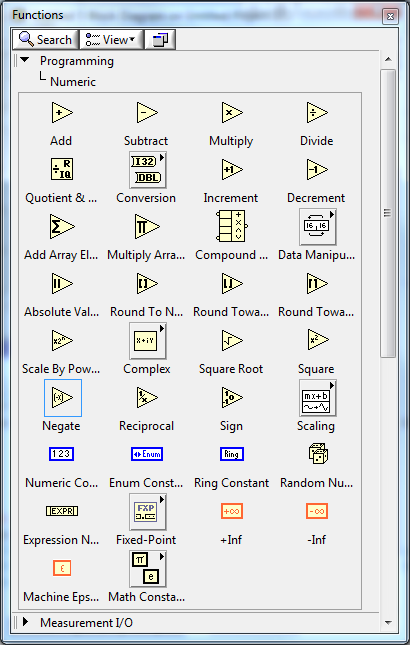 Functions
Search View
Programming
Numeric
Add Subtract Multiply Divide
Quotient & ... Conversion Increment Decrement
Add Array El... Multiply Arra... Compound ... Data Manipu...
Absolute Val... Round To N... Round Towa... Round Towa...
Scale By Pow... Complex Square Root Square
Negate Reciprocal Sign Scaling
Numeric Co... Enum Const... Ring Constant Random Nu...
Expression N... Fixed-Point +Inf -Inf
Machine Eps... Math Consta...
Measurement I/O